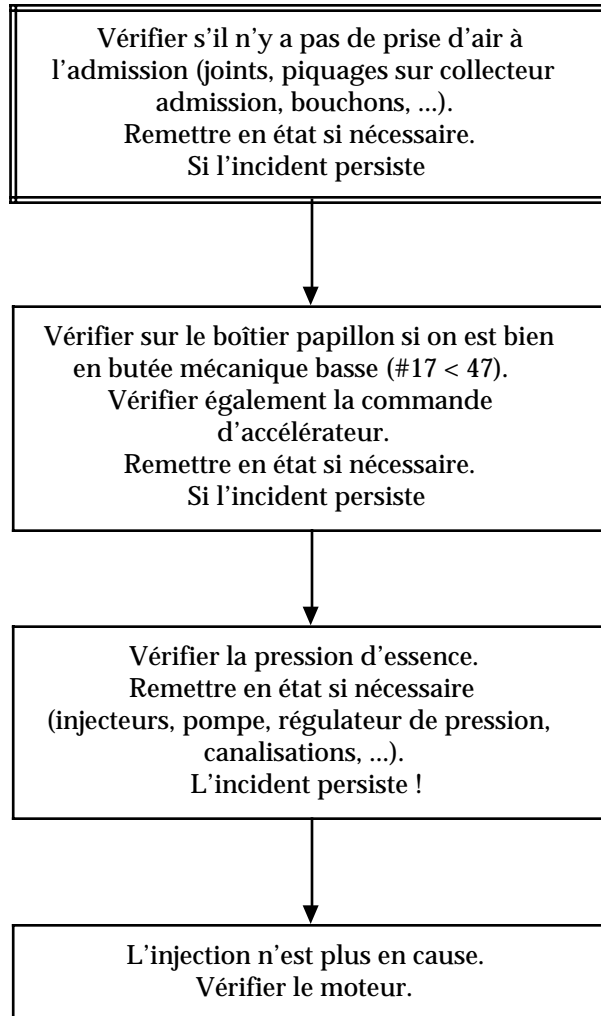 Vérifier s’il n’y a pas de prise d’air à
l’admission (joints, piquages sur collecteur
admission, bouchons, ...).
Remettre en état si nécessaire.
Si l’incident persiste
Vérifier sur le boîtier papillon si on est bien
en butée mécanique basse (#17 < 47).
Vérifier également la commande
d’accélérateur.
Remettre en état si nécessaire.
Si l’incident persiste
Vérifier la pression d’essence.
Remettre en état si nécessaire
(injecteurs, pompe, régulateur de pression,
canalisations, ...).
L’incident persiste !
L’injection n’est plus en cause.
Vérifier le moteur.